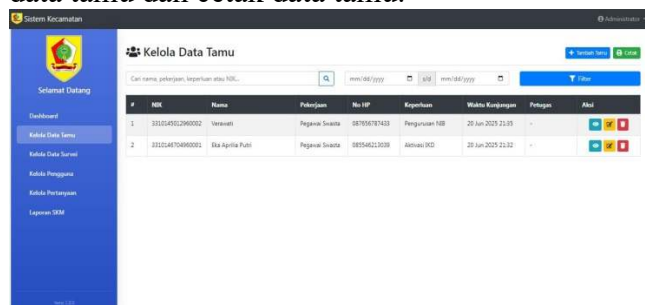 data tamu dan cetak data tamu.
Sistem Kecamatan
Administrator
Selamat Datang
Dashboard
Kelola Data Tamu
Kelola Data Survei
Kelola Pengguna
Kelola Pertanyaan
Laporan SKM
Kelola Data Tamu
+ Tambah Tamu Cetak
Cari nama, pekerjaan, keperluan atau NIK... mm/dd/yyyy s/d mm/dd/yyyy Filter
# NIK Nama Pekerjaan No HP Keperluan Waktu Kunjungan Petugas Aksi
1 3310145012960002 Verawati Pegawai Swasta 087656787433 Pengurusan NIB 20 Jun 2025 21:35 -
2 3310146704960001 Eka Aprilia Putri Pegawai Swasta 085546213039 Aktivasi IKD 20 Jun 2025 21:32 -